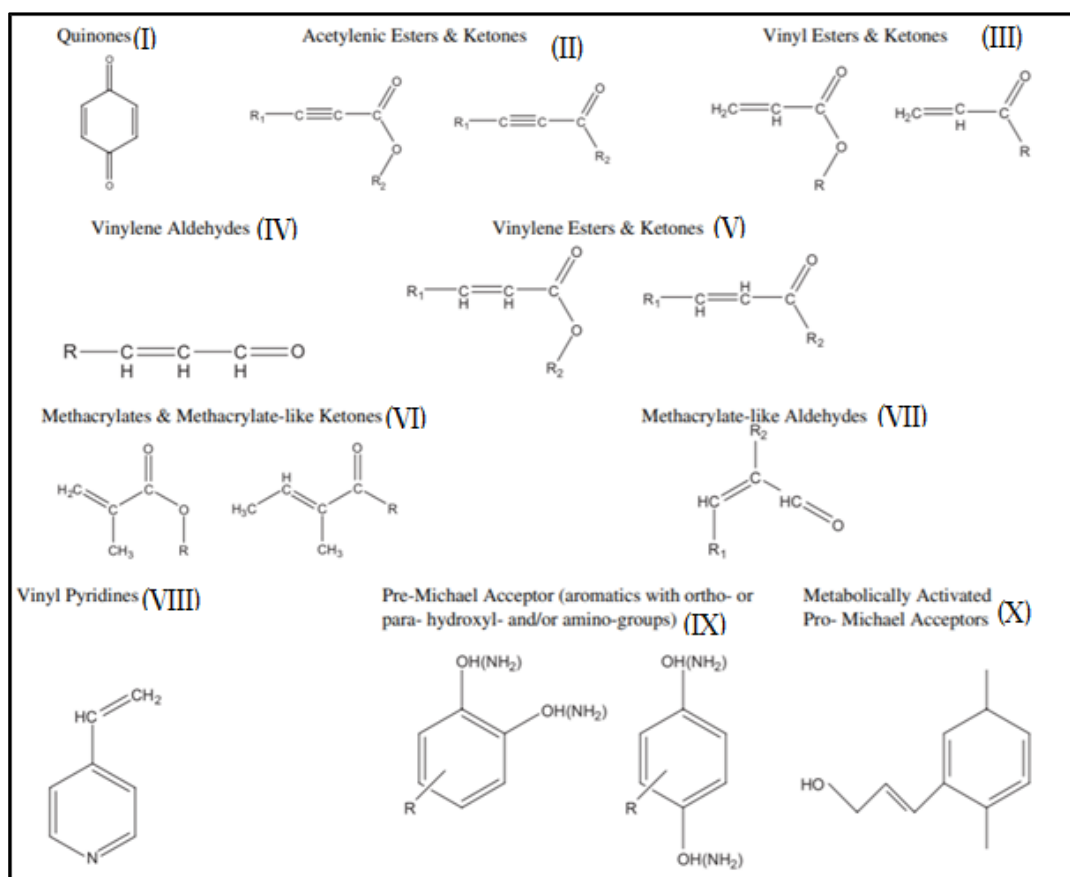 Quinones(I)
Acetylenic Esters & Ketones (II)
Vinyl Esters & Ketones (III)
O
O
R₁ C C C O O R₂
R₁ C C C O R₂
H₂C C H C O O R
H₂C C H C O R
Vinylene Aldehydes (IV)
Vinylene Esters & Ketones (V)
R C H C H C H O
R₁ C H C H C O O R₂
R₁ C H C H C O R₂
Methacrylates & Methacrylate-like Ketones (VI)
Methacrylate-like Aldehydes (VII)
H₂C C CH₃ C O O R
H₃C H C C CH₃ C O R
R₂ C HC R₁ HC O
Vinyl Pyridines (VIII)
Pre-Michael Acceptor (aromatics with ortho- or
para- hydroxyl- and/or amino-groups) (IX)
Metabolically Activated
Pro- Michael Acceptors (X)
HC CH₂ N
OH(NH₂)
OH(NH₂)
R
OH(NH₂)
R
OH(NH₂)
HO